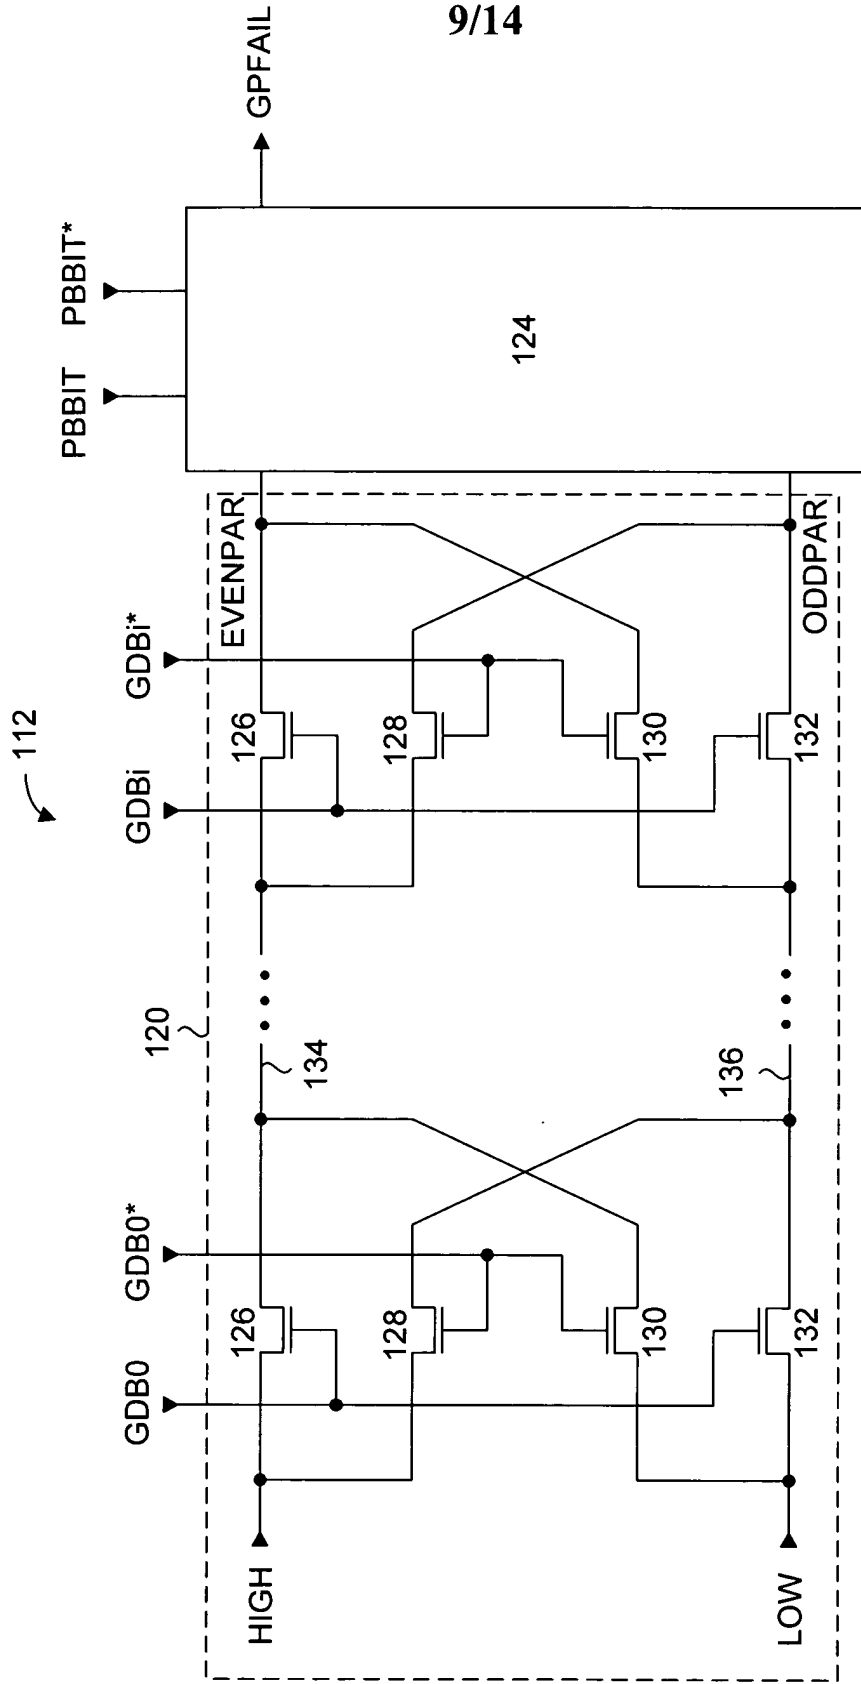 9/14
112
GDB0
GDB0*
GDBi
GDBi*
PBBIT
PBBIT*
120
HIGH
126
134
126
EVENPAR
GPFAIL
128
128
124
130
130
LOW
132
136
132
ODDPAR